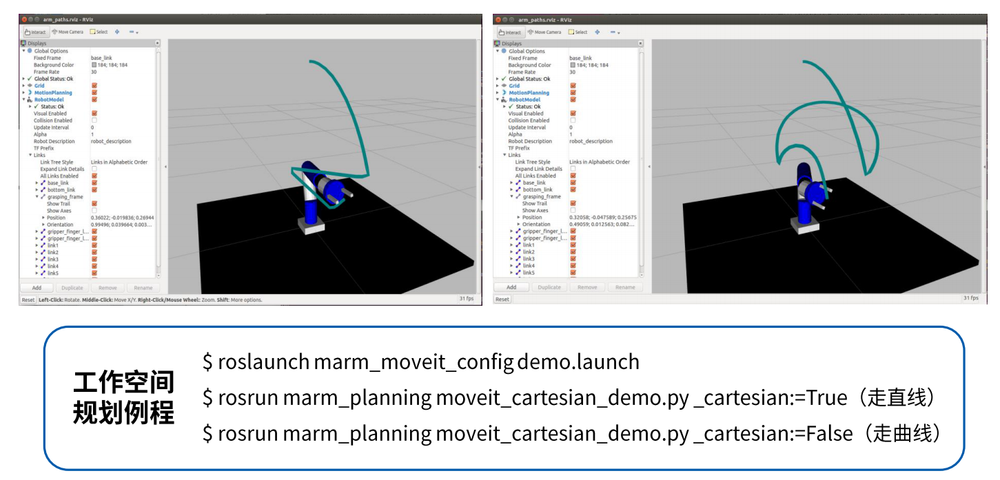 arm_paths.rviz - RViz
Interact Move Camera Select
Displays
Global Options
Fixed Frame base_link
Background Color 184; 184; 184
Frame Rate 30
Global Status: Ok
Grid
MotionPlanning
RobotModel
Status: Ok
Visual Enabled
Collision Enabled
Update Interval 0
Alpha 1
Robot Description robot_description
TF Prefix
Links
Link Tree Style Links in Alphabetic Order
Expand Link Details
All Links Enabled
base_link
bottom_link
grasping_frame
Show Trail
Show Axes
Position 0.36022; -0.019836; 0.26944
Orientation 0.99496; 0.039664; 0.003...
gripper_finger_l...
gripper_finger_l...
link1
link2
link3
link4
link5
Add Duplicate Remove Rename
Reset Left-Click: Rotate. Middle-Click: Move X/Y. Right-Click/Mouse Wheel:: Zoom. Shift: More options. 31 fps
arm_paths.rviz - RViz
Interact Move Camera Select
Displays
Global Options
Fixed Frame base_link
Background Color 184; 184; 184
Frame Rate 30
Global Status: Ok
Grid
MotionPlanning
RobotModel
Status: Ok
Visual Enabled
Collision Enabled
Update Interval 0
Alpha 1
Robot Description robot_description
TF Prefix
Links
Link Tree Style Links in Alphabetic Order
Expand Link Details
All Links Enabled
base_link
bottom_link
grasping_frame
Show Trail
Show Axes
Position 0.32058; -0.047589; 0.25675
Orientation 0.49059; 0.012563; 0.082...
gripper_finger_l...
gripper_finger_l...
link1
link2
link3
link4
link5
Add Duplicate Remove Rename
Reset 31 fps
工作空间
规划例程
$ roslaunch marm_moveit_config demo.launch
$ rosrun marm_planning moveit_cartesian_demo.py _cartesian:=True（走直线）
$ rosrun marm_planning moveit_cartesian_demo.py _cartesian:=False（走曲线）